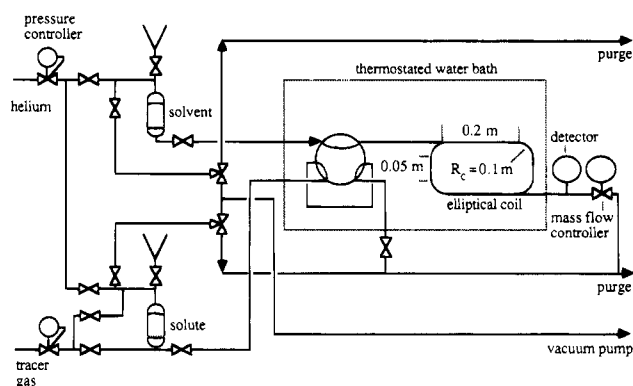 pressure
controller
purge
thermostated water bath
helium
solvent
0.2 m
detector
0.05 m
R_c = 0.1 m
elliptical coil
mass flow
controller
purge
solute
vacuum pump
tracer
gas